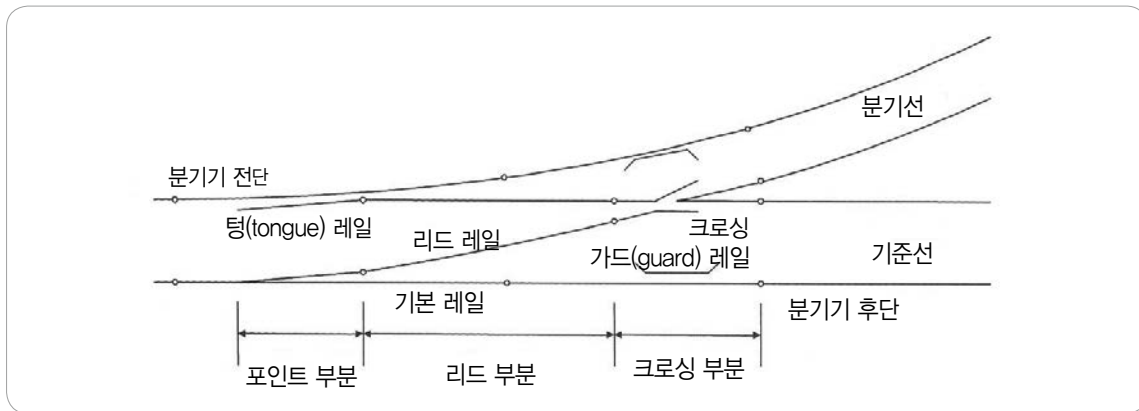 분기선
분기기 전단
텅(tongue) 레일
리드 레일
크로싱
가드(guard) 레일
기준선
기본 레일
분기기 후단
포인트 부분
리드 부분
크로싱 부분